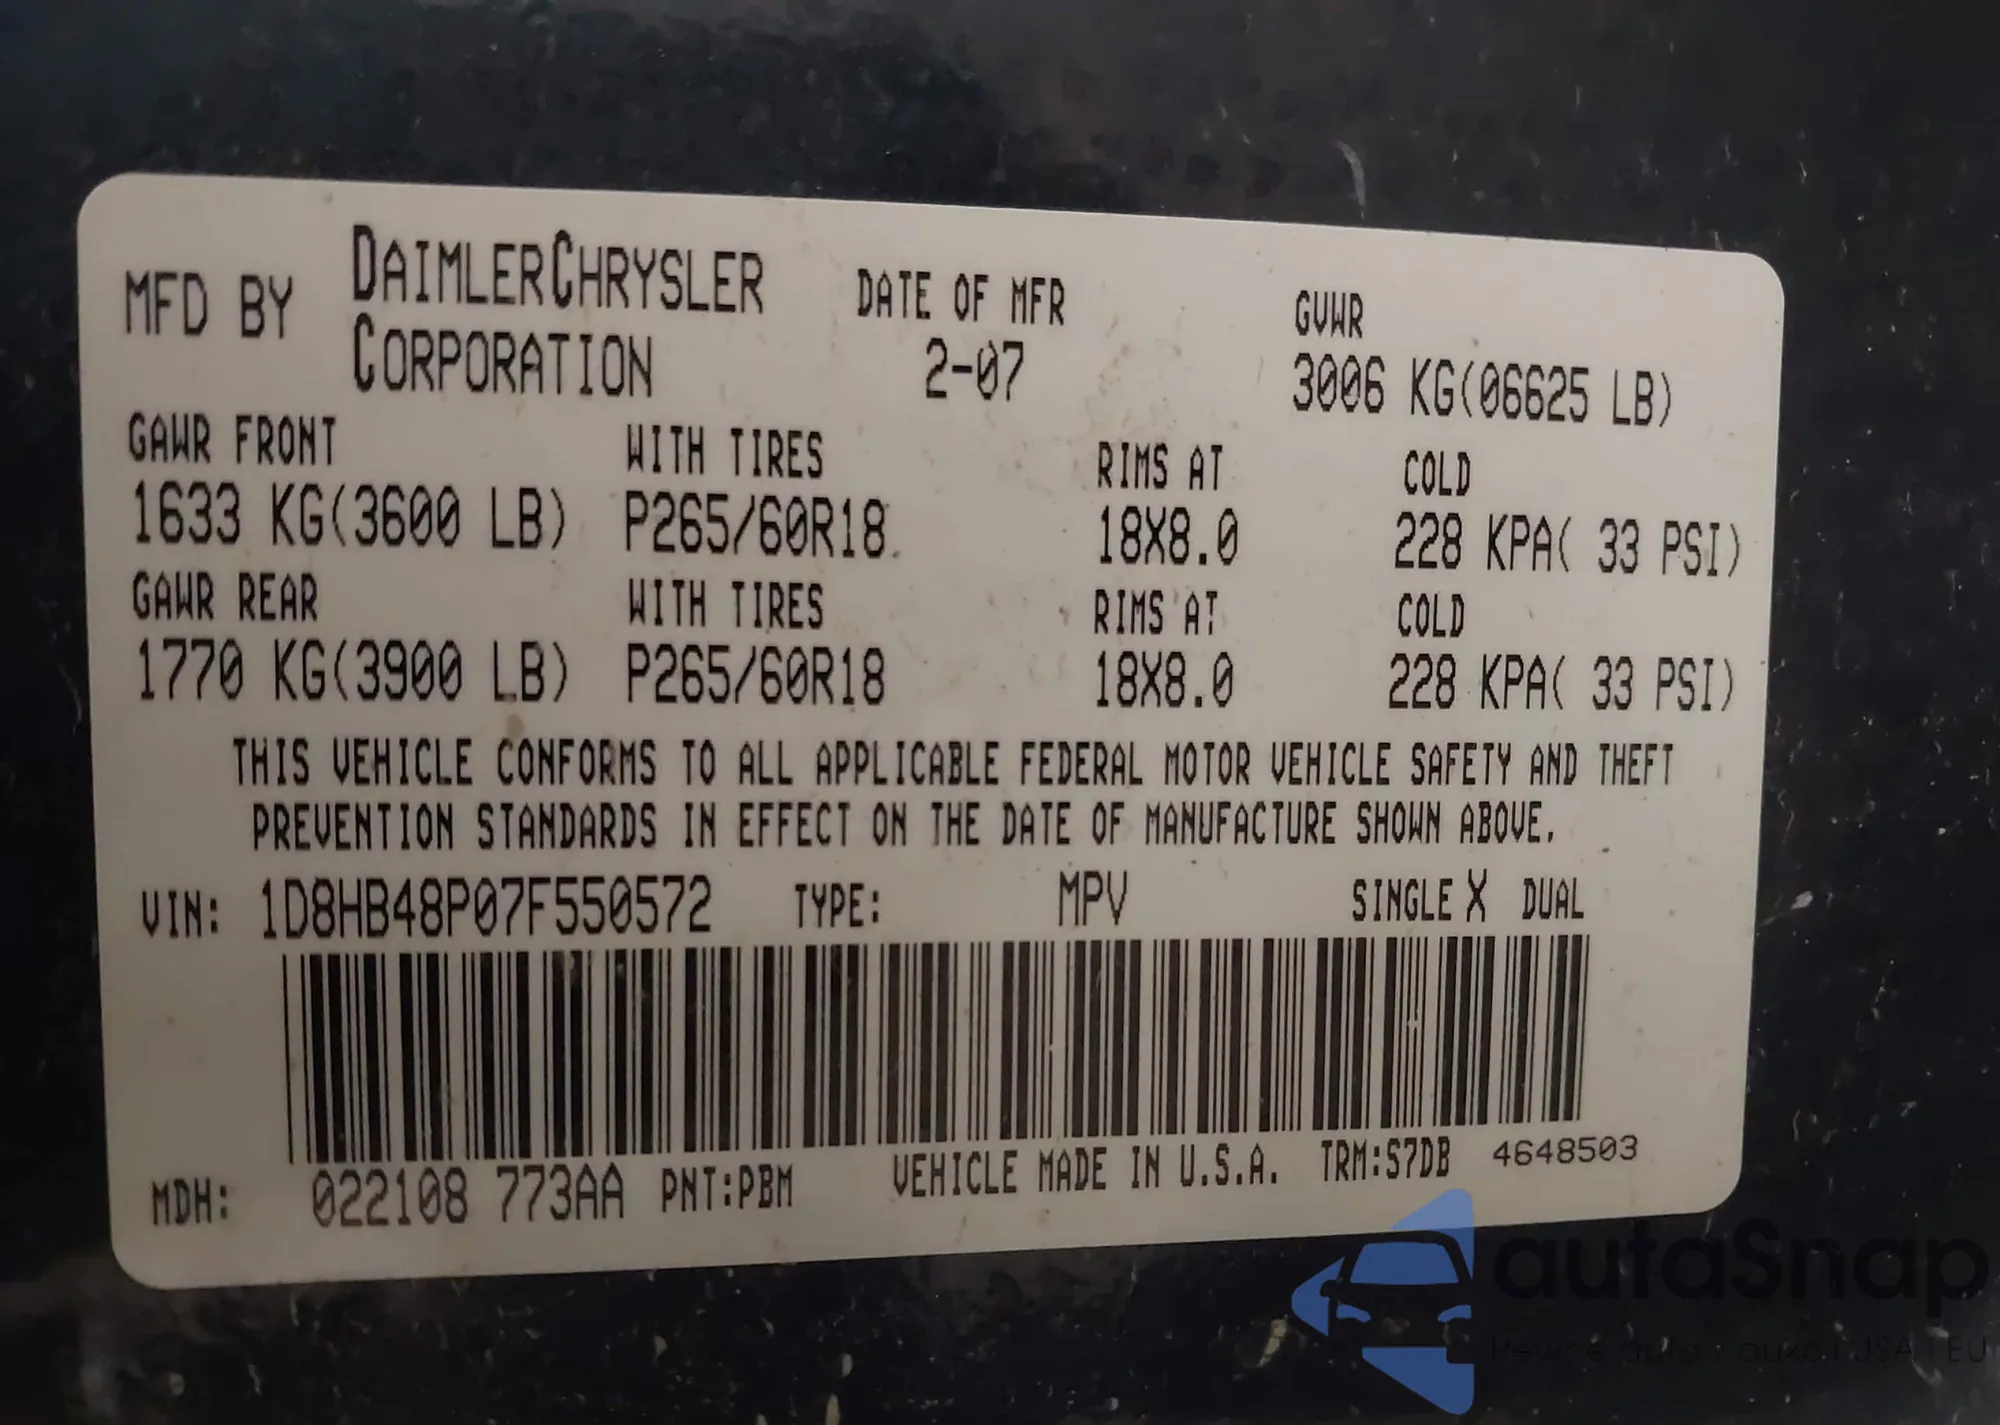 MFD BY DAIMLERCHRYSLER CORPORATION DATE OF MFR 2-07 GVWR 3006 KG(06625 LB)
GAWR FRONT WITH TIRES RIMS AT COLD
1633 KG(3600 LB) P265/60R18 18X8.0 228 KPA( 33 PSI)
GAWR REAR WITH TIRES RIMS AT COLD
1770 KG(3900 LB) P265/60R18 18X8.0 228 KPA( 33 PSI)
THIS VEHICLE CONFORMS TO ALL APPLICABLE FEDERAL MOTOR VEHICLE SAFETY AND THEFT
PREVENTION STANDARDS IN EFFECT ON THE DATE OF MANUFACTURE SHOWN ABOVE.
VIN: 1D8HB48P07F550572 TYPE: MPV SINGLE X DUAL
MDH: 022108 773AA PNT:PBM VEHICLE MADE IN U.S.A. TRM:S7DB 4648503
autaSnap